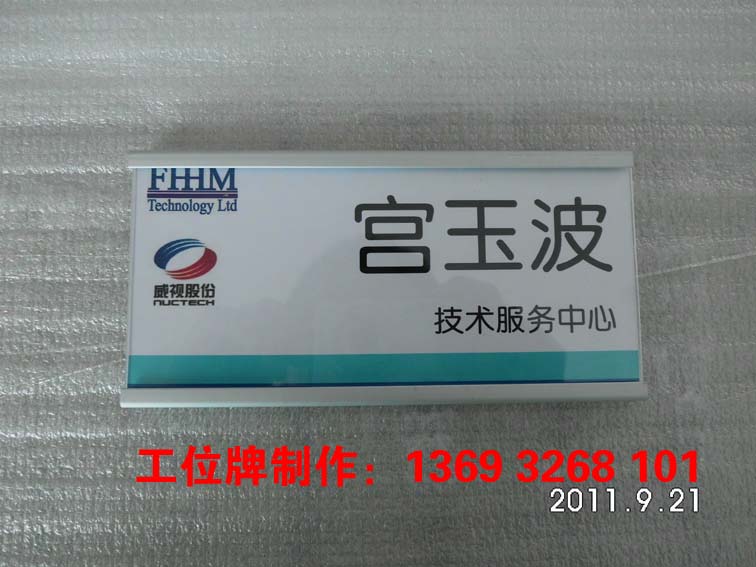 FHHM
Technology Ltd
宫玉波
威视股份
NUCTECH
技术服务中心
工位牌制作：1369 3268 101
2011.9.21